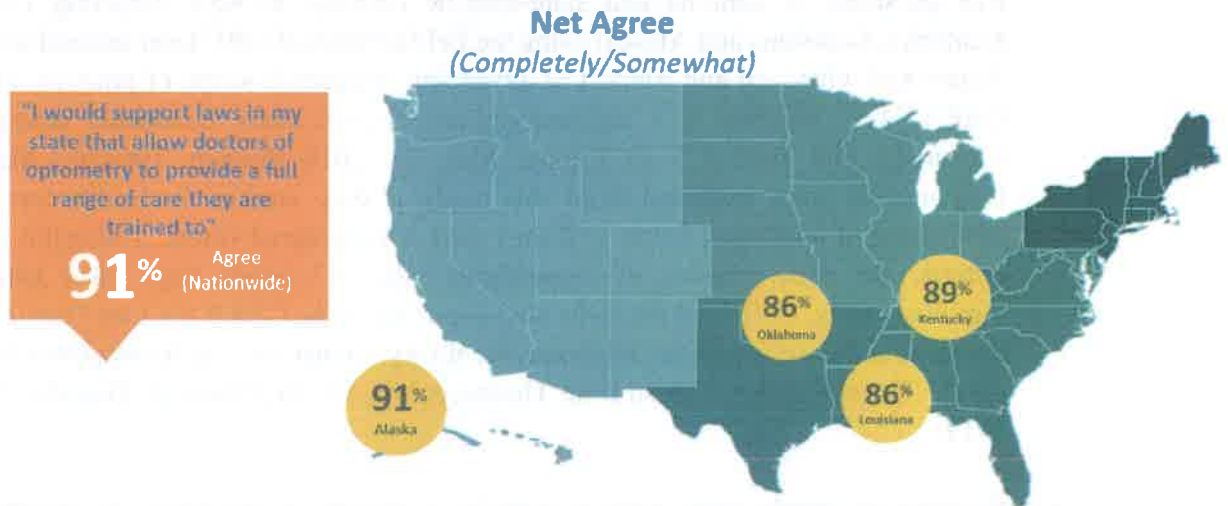 Net Agree
(Completely/Somewhat)
"I would support laws in my
state that allow doctors of
optometry to provide a full
range of care they are
trained to"
91% Agree
(Nationwide)
86%
Oklahoma
89%
Kentucky
91%
Alaska
86%
Louisiana